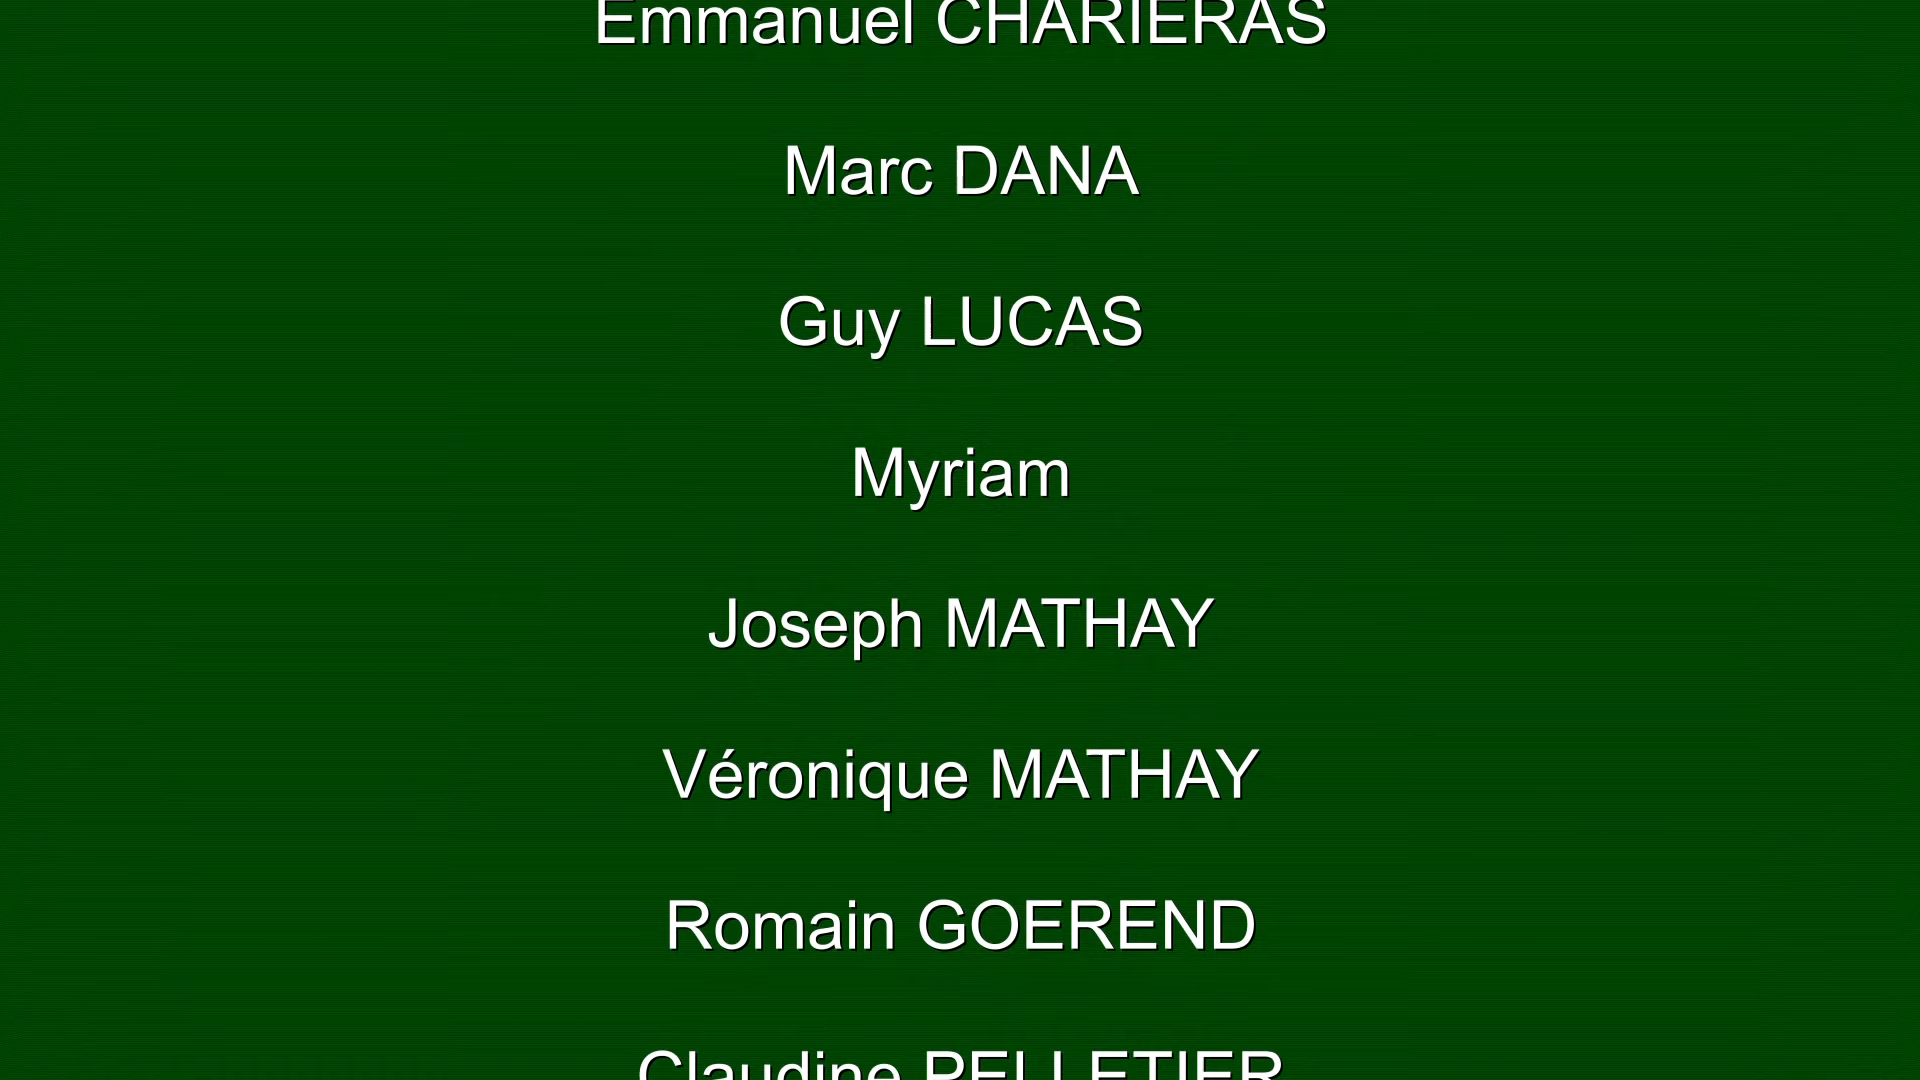 Emmanuel CHARIERAS
Marc DANA
Guy LUCAS
Myriam
Joseph MATHAY
Véronique MATHAY
Romain GOEREND
Claudine PELLETIER